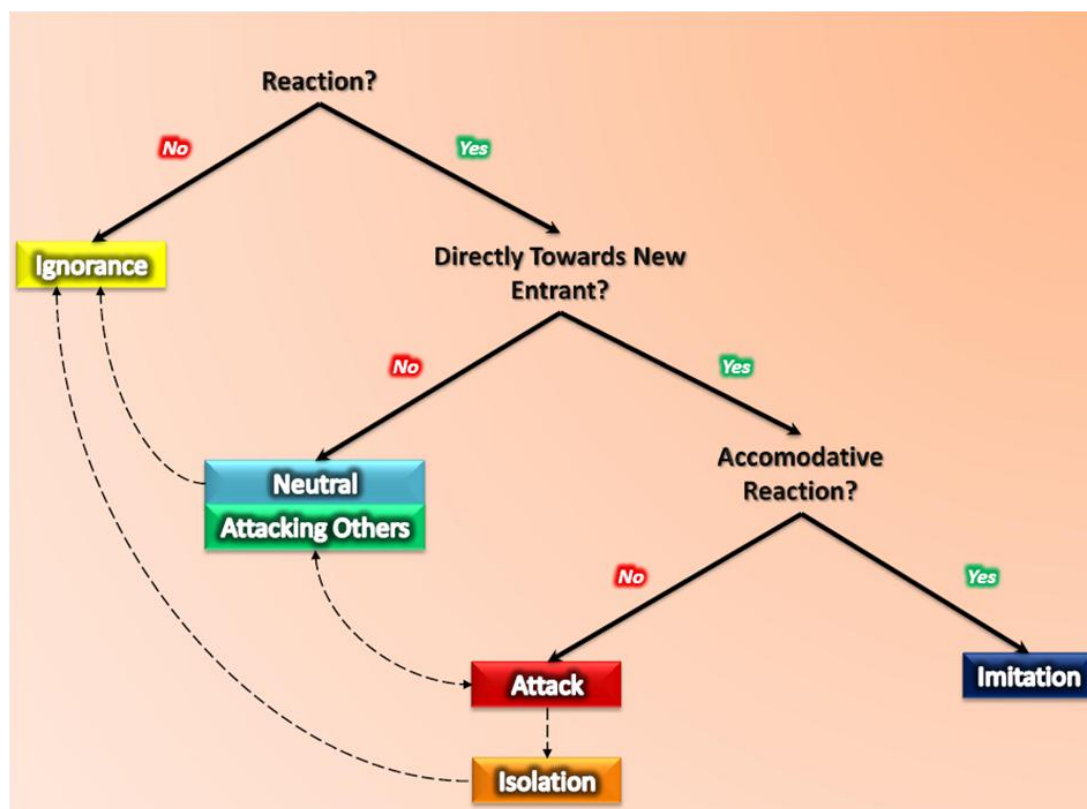 Reaction?
No
Yes
Ignorance
Directly Towards New
Entrant?
No
Yes
Neutral
Attacking Others
Accomodative
Reaction?
No
Yes
Attack
Imitation
Isolation